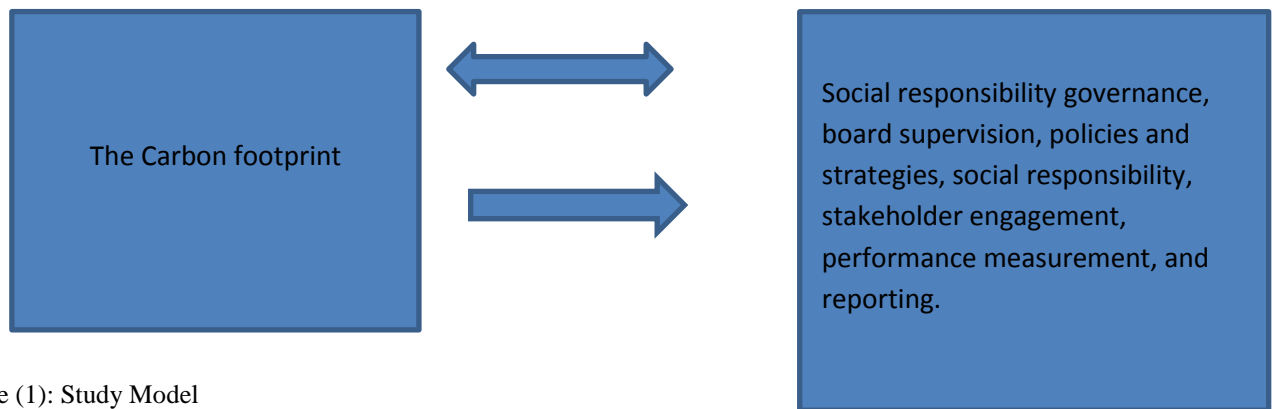 The Carbon footprint
Social responsibility governance,
board supervision, policies and
strategies, social responsibility,
stakeholder engagement,
performance measurement, and
reporting.
e (1): Study Model